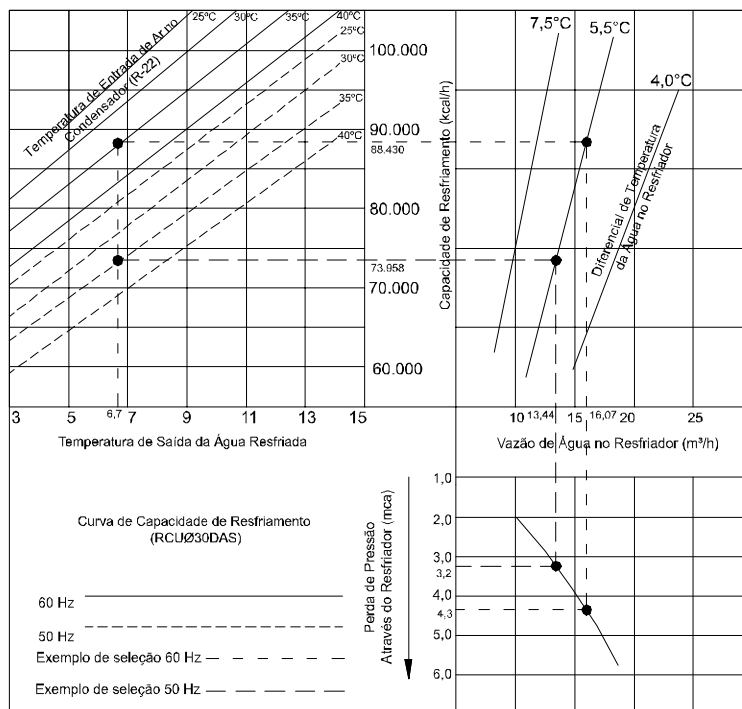 25ºC
30ºC
35ºC
40ºC
25ºC
30ºC
35ºC
40ºC
Temperatura de Entrada de Ar no
Condensador (R-22)
100.000
90.000
88.430
80.000
73.958
70.000
60.000
Capacidade de Resfriamento (kcal/h)
7,5°C
5,5°C
4,0°C
Diferencial de Temperatura
da Água no Resfriador
3
5
6,7
7
9
11
13
15
Temperatura de Saída da Água Resfriada
10
13,44
15
16,07
20
25
Vazão de Água no Resfriador (m³/h)
Curva de Capacidade de Resfriamento
(RCUØ30DAS)
60 Hz
50 Hz
Exemplo de seleção 60 Hz
Exemplo de seleção 50 Hz
Perda de Pressão
Através do Resfriador (mca)
1,0
2,0
3,0
3,2
4,0
4,3
5,0
6,0